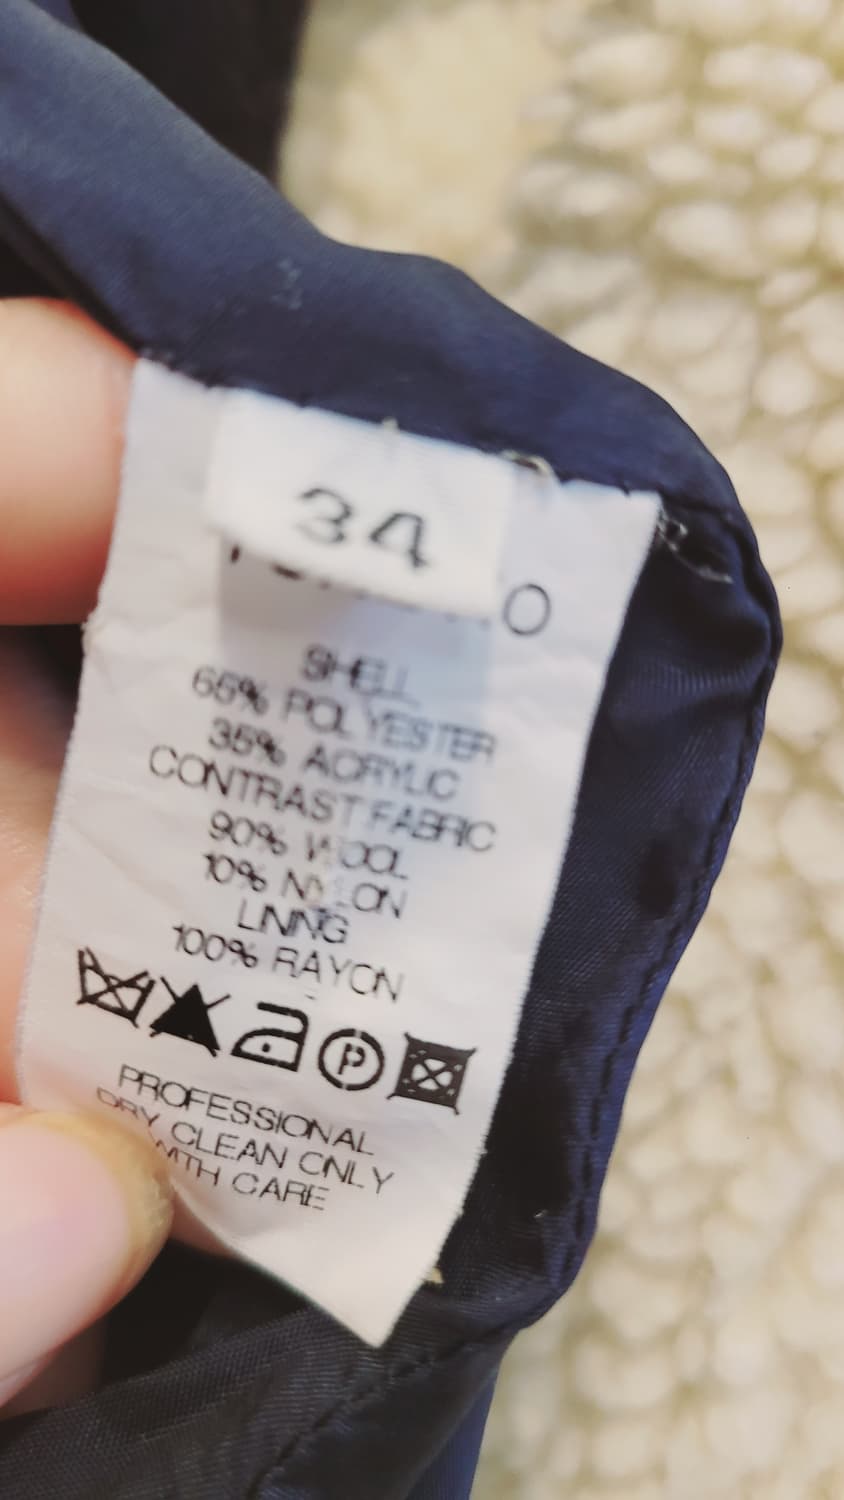 34
SHELL
65% POLYESTER
35% ACRYLIC
CONTRAST FABRIC
90% WOOL
10% NYLON
LINING
100% RAYON
P
PROFESSIONAL
DRY CLEAN ONLY
WITH CARE